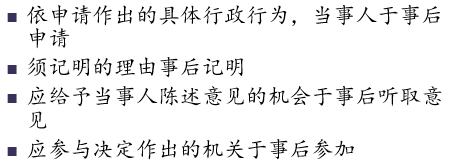 依申请作出的具体行政行为，当事人于事后
申请
须记明的理由事后记明
应给予当事人陈述意见的机会于事后听取意
见
应参与决定作出的机关于事后参加